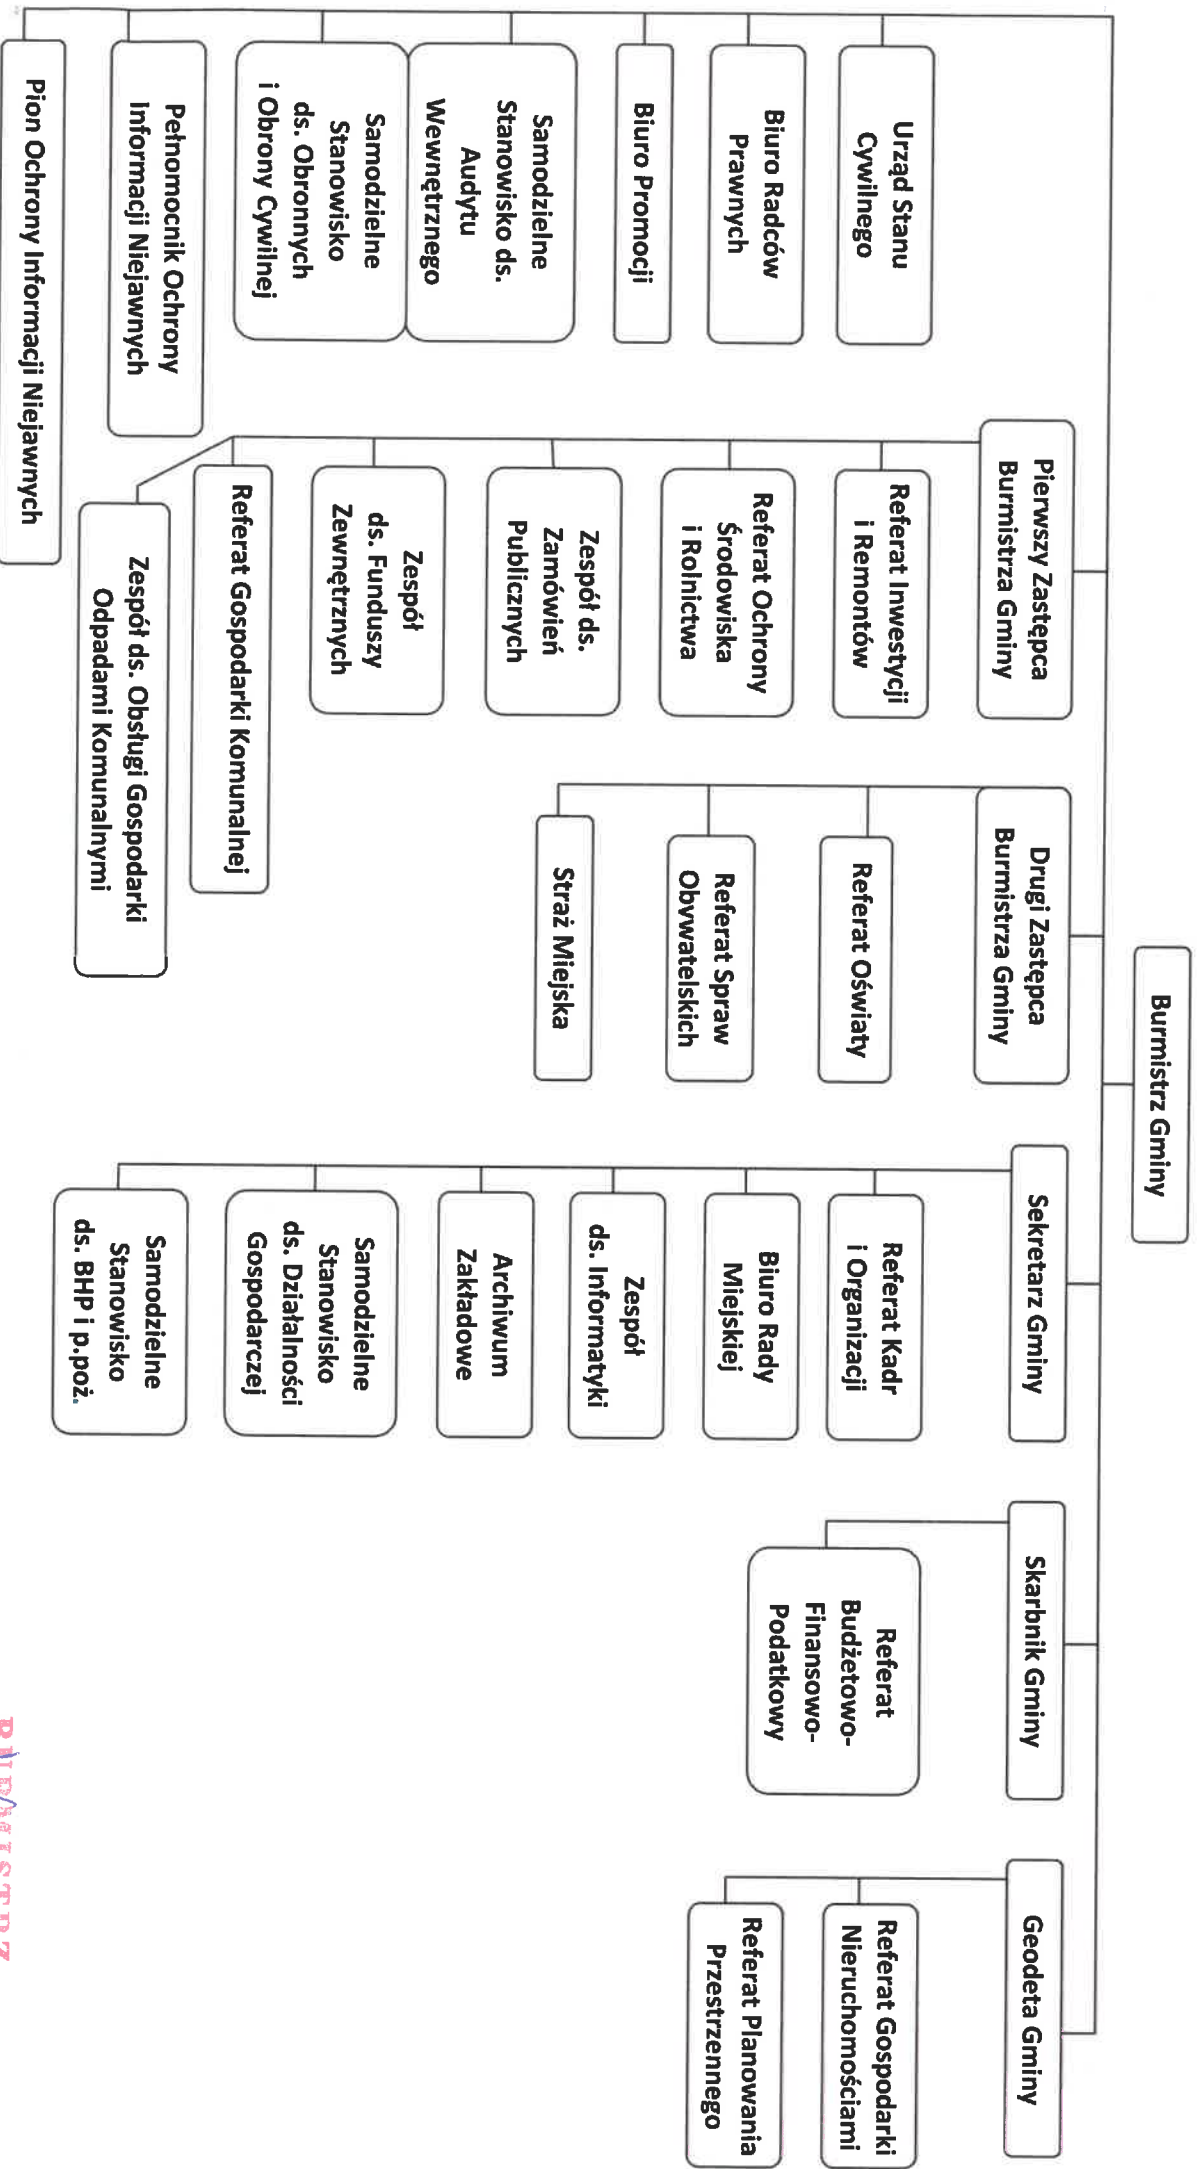 Burmistrz Gminy
Urząd Stanu
Cywilnego
Biuro Radców
Prawnych
Biuro Promocji
Samodzielne
Stanowisko ds.
Audytu
Wewnętrznego
Samodzielne
Stanowisko
ds. Obronnych
i Obrony Cywilnej
Pełnomocnik Ochrony
Informacji Niejawnych
Pion Ochrony Informacji Niejawnych
Pierwszy Zastępca
Burmistrza Gminy
Referat Inwestycji
i Remontów
Referat Ochrony
Środowiska
i Rolnictwa
Zespół ds.
Zamówień
Publicznych
Zespół
ds. Funduszy
Zewnętrznych
Referat Gospodarki Komunalnej
Zespół ds. Obsługi Gospodarki
Odpadami Komunalnymi
Drugi Zastępca
Burmistrza Gminy
Referat Oświaty
Referat Spraw
Obywatelskich
Straż Miejska
Sekretarz Gminy
Referat Kadr
i Organizacji
Biuro Rady
Miejskiej
Zespół
ds. Informatyki
Archiwum
Zakładowe
Samodzielne
Stanowisko
ds. Działalności
Gospodarczej
Samodzielne
Stanowisko
ds. BHP i p.poż.
Skarbnik Gminy
Referat
Budżetowo-
Finansowo-
Podatkowy
Geodeta Gminy
Referat Gospodarki
Nieruchomościami
Referat Planowania
Przestrzennego
BURMISTRZ